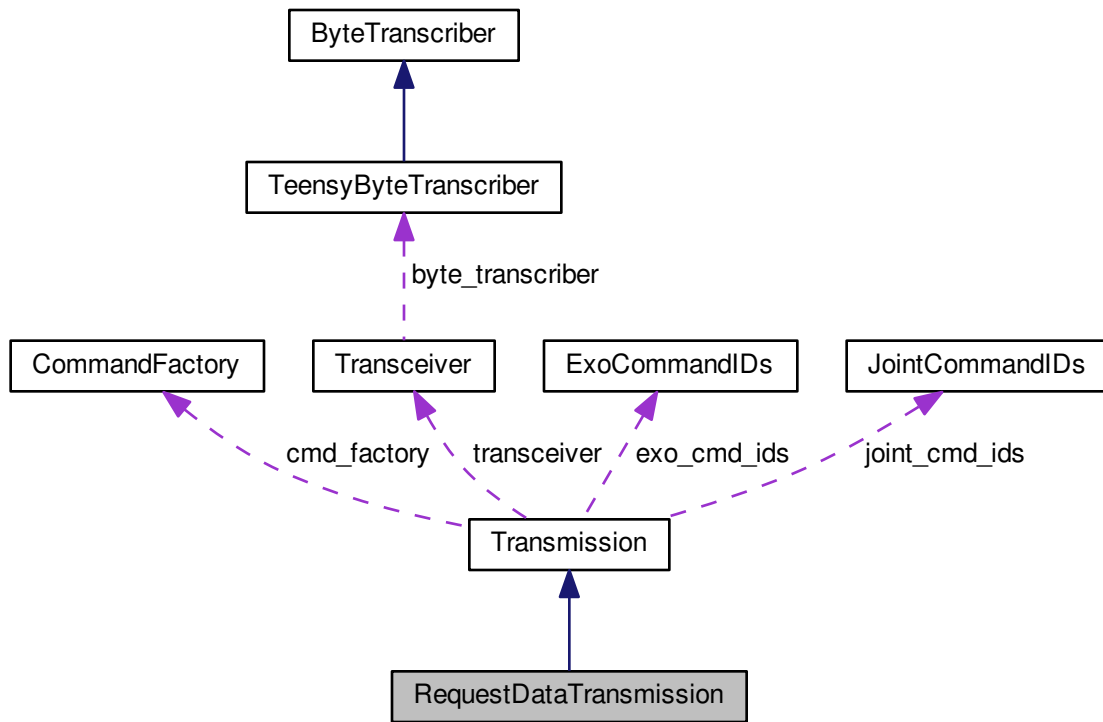 ByteTranscriber
TeensyByteTranscriber
byte_transcriber
CommandFactory
Transceiver
ExoCommandIDs
JointCommandIDs
cmd_factory
transceiver
exo_cmd_ids
joint_cmd_ids
Transmission
RequestDataTransmission